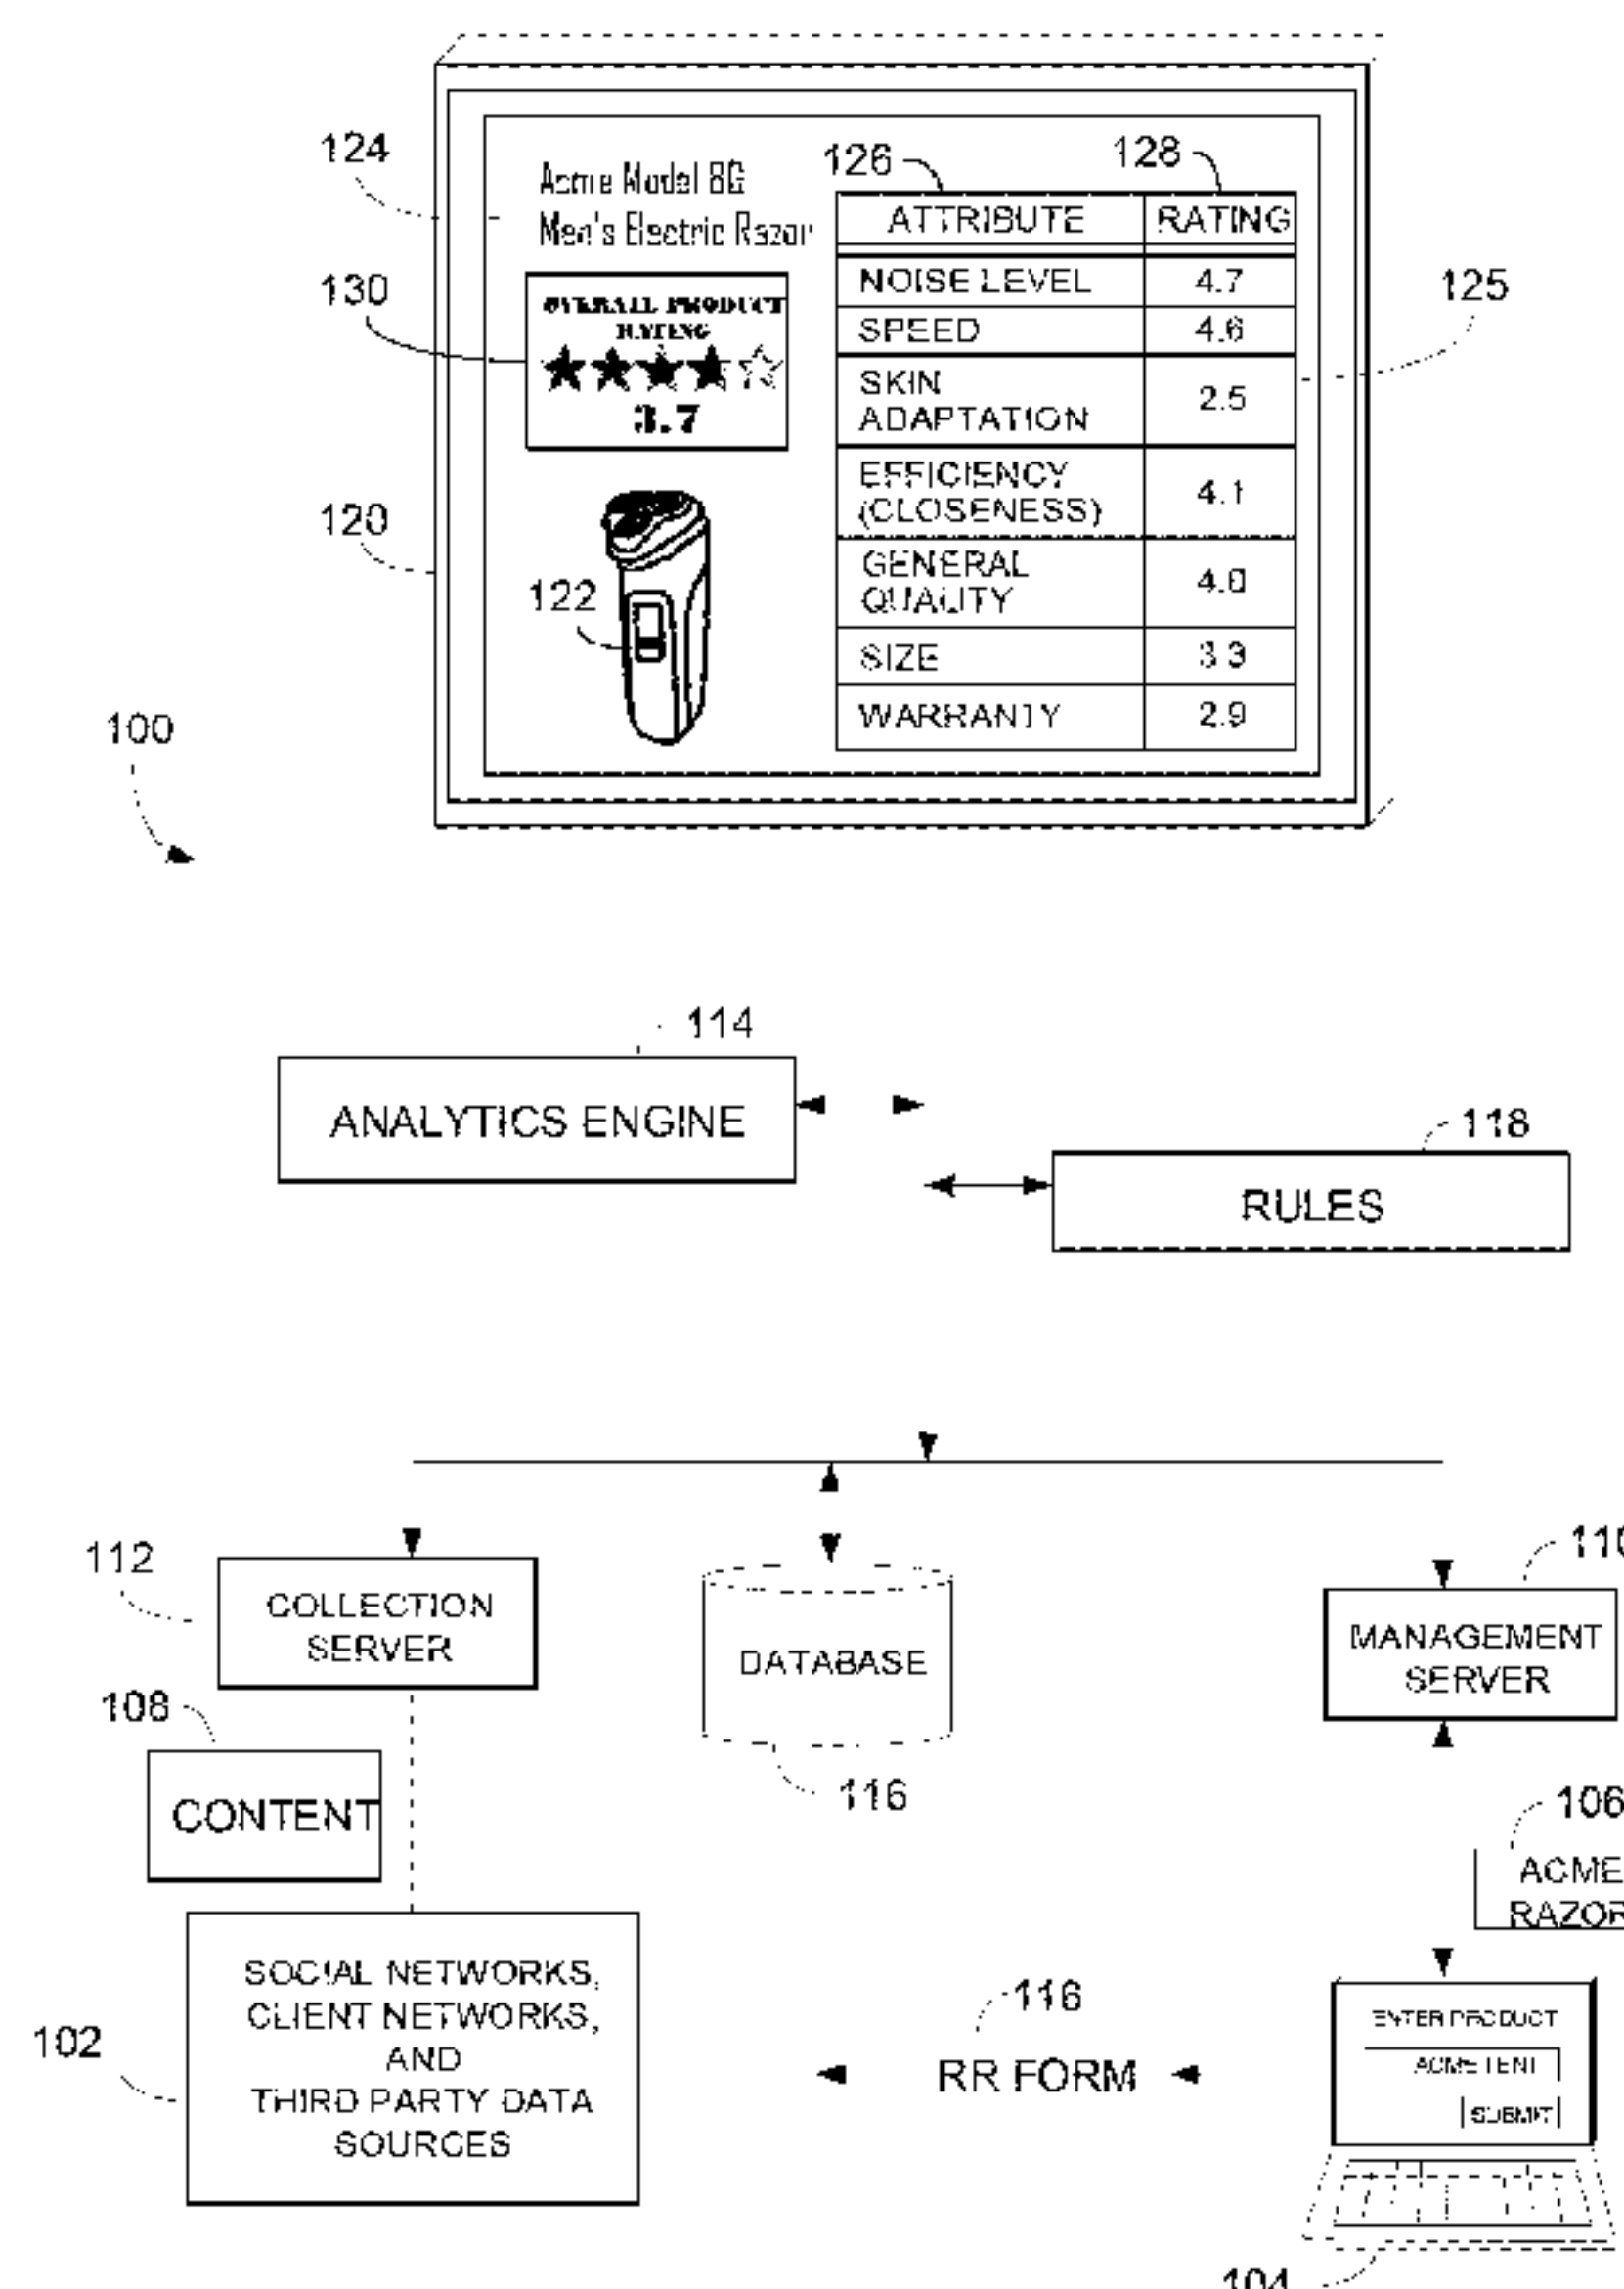 124
Acme Model 8G
Men's Electric Razor
126
128
ATTRIBUTE RATING
NOISE LEVEL 4.7
SPEED 4.6
SKIN
ADAPTATION 2.5
EFFICIENCY
(CLOSENESS) 4.1
GENERAL
QUALITY 4.0
SIZE 3.3
WARRANTY 2.9
125
130
OVERALL PRODUCT
RATING
3.7
120
122
100
114
ANALYTICS ENGINE
118
RULES
112
COLLECTION
SERVER
DATABASE
116
110
MANAGEMENT
SERVER
108
CONTENT
106
ACME
RAZOR
102
SOCIAL NETWORKS,
CLIENT NETWORKS,
AND
THIRD PARTY DATA
SOURCES
116
RR FORM
ENTER PRODUCT
ACME TENT
SUBMIT
104